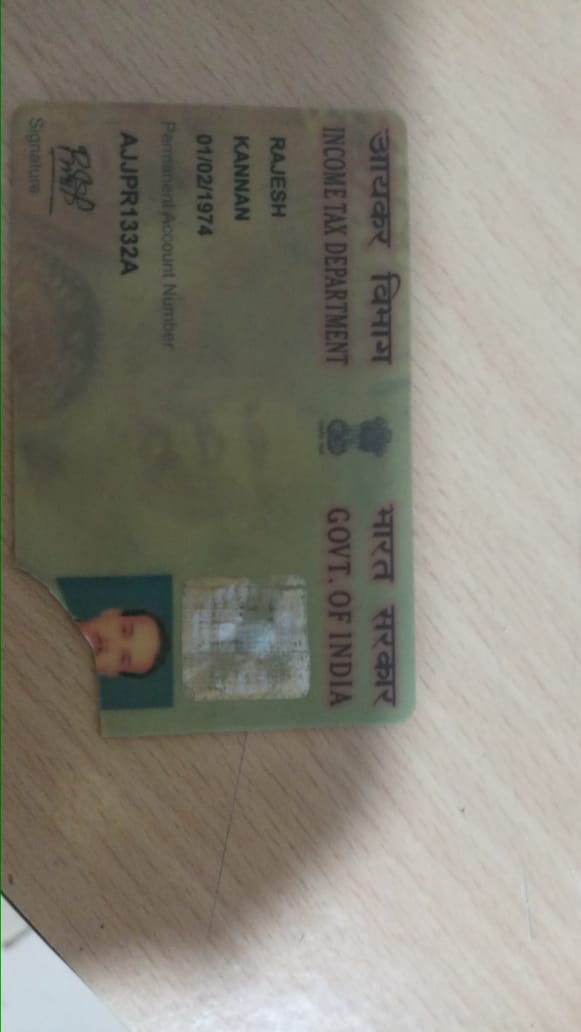 आयकर विभाग
INCOME TAX DEPARTMENT
भारत सरकार
GOVT. OF INDIA
RAJESH
KANNAN
01/02/1974
Permanent Account Number
AJJPR1332A
Signature